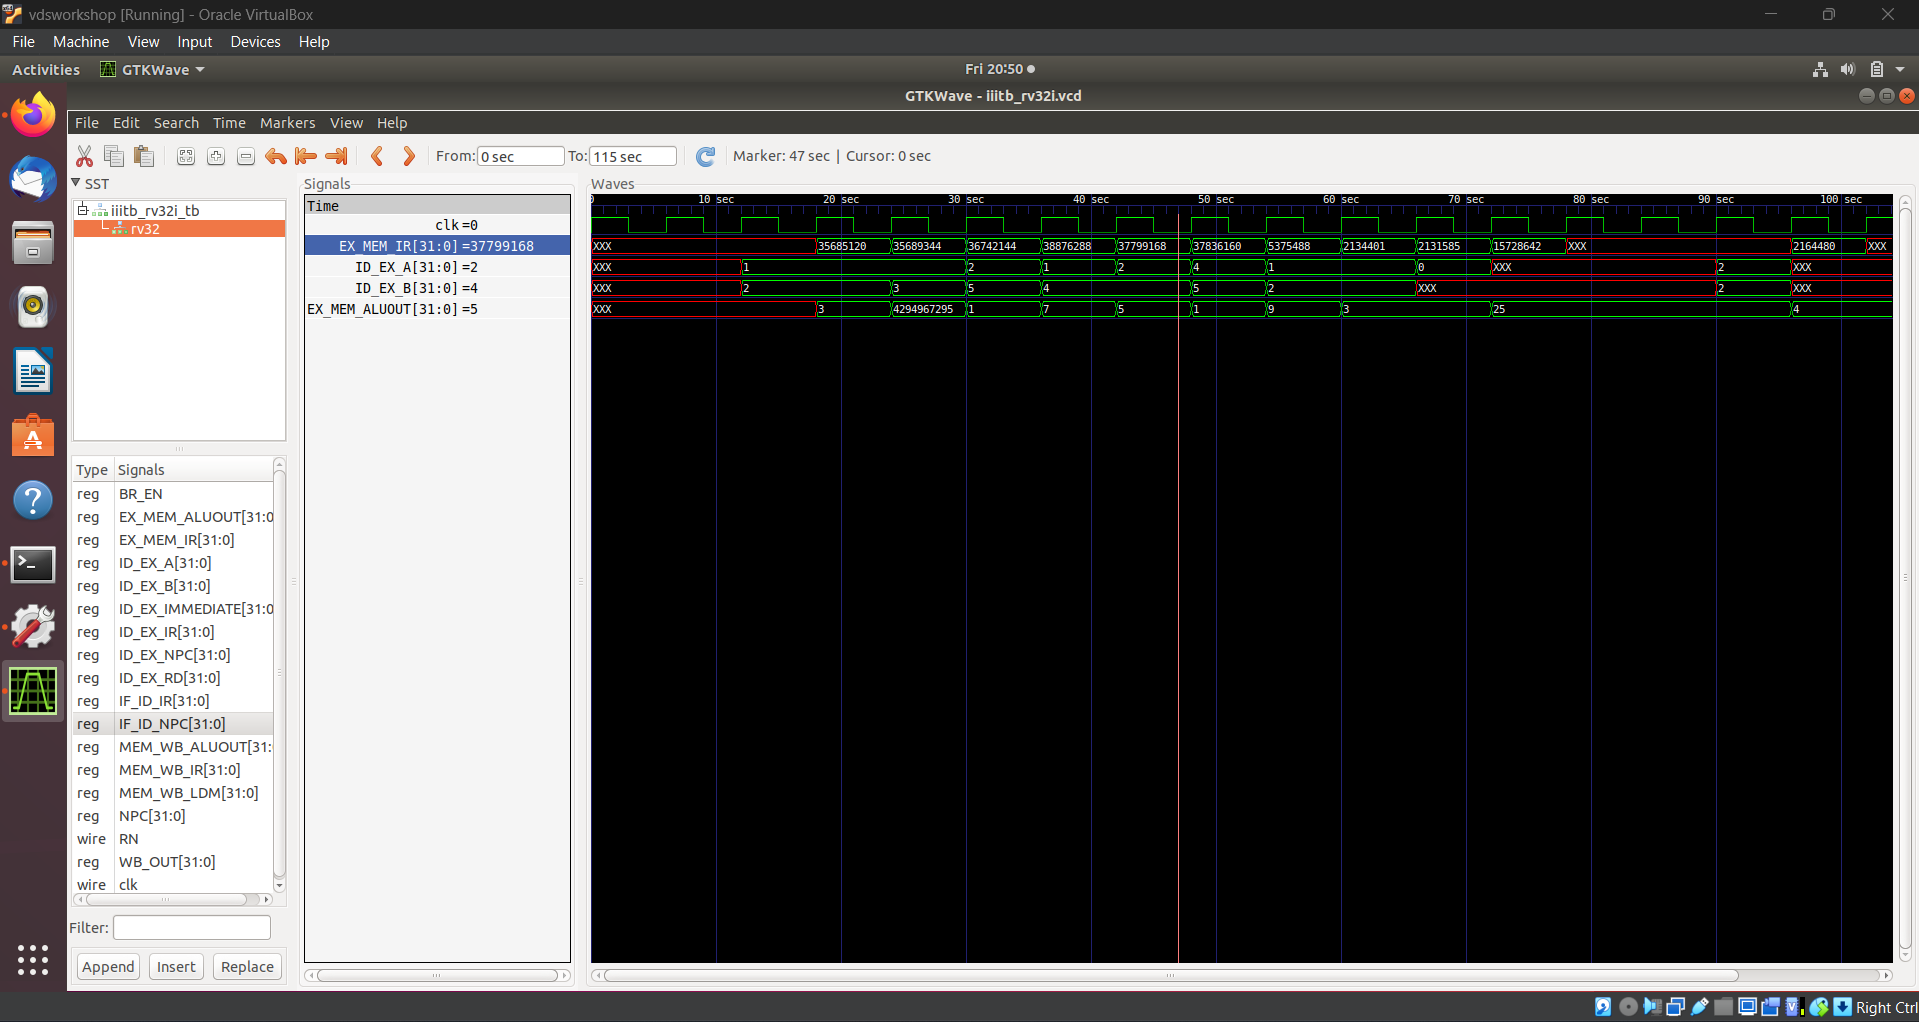 vdsworkshop [Running] - Oracle VirtualBox
File Machine View Input Devices Help
Activities GTKWave Fri 20:50
GTKWave - iiitb_rv32i.vcd
File Edit Search Time Markers View Help
From: 0 sec To: 115 sec Marker: 47 sec | Cursor: 0 sec
SST
iiitb_rv32i_tb
rv32
Type Signals
reg BR_EN
reg EX_MEM_ALUOUT[31:0
reg EX_MEM_IR[31:0]
reg ID_EX_A[31:0]
reg ID_EX_B[31:0]
reg ID_EX_IMMEDIATE[31:0
reg ID_EX_IR[31:0]
reg ID_EX_NPC[31:0]
reg ID_EX_RD[31:0]
reg IF_ID_IR[31:0]
reg IF_ID_NPC[31:0]
reg MEM_WB_ALUOUT[31:
reg MEM_WB_IR[31:0]
reg MEM_WB_LDM[31:0]
reg NPC[31:0]
wire RN
reg WB_OUT[31:0]
wire clk
Filter:
Append Insert Replace
Signals
Time
clk=0
EX_MEM_IR[31:0]=37799168
ID_EX_A[31:0]=2
ID_EX_B[31:0]=4
EX_MEM_ALUOUT[31:0]=5
Waves
10 sec 20 sec 30 sec 40 sec 50 sec 60 sec 70 sec 80 sec 90 sec 100 sec
XXX 35685120 35689344 36742144 38876288 37799168 37836160 5375488 2134401 2131585 15728642 XXX 2164480 XXX
XXX 1 2 1 2 4 1 0 XXX 2 XXX
XXX 2 3 5 4 5 2 XXX 2 XXX
XXX 3 4294967295 1 7 5 1 9 3 25 4
Right Ctrl